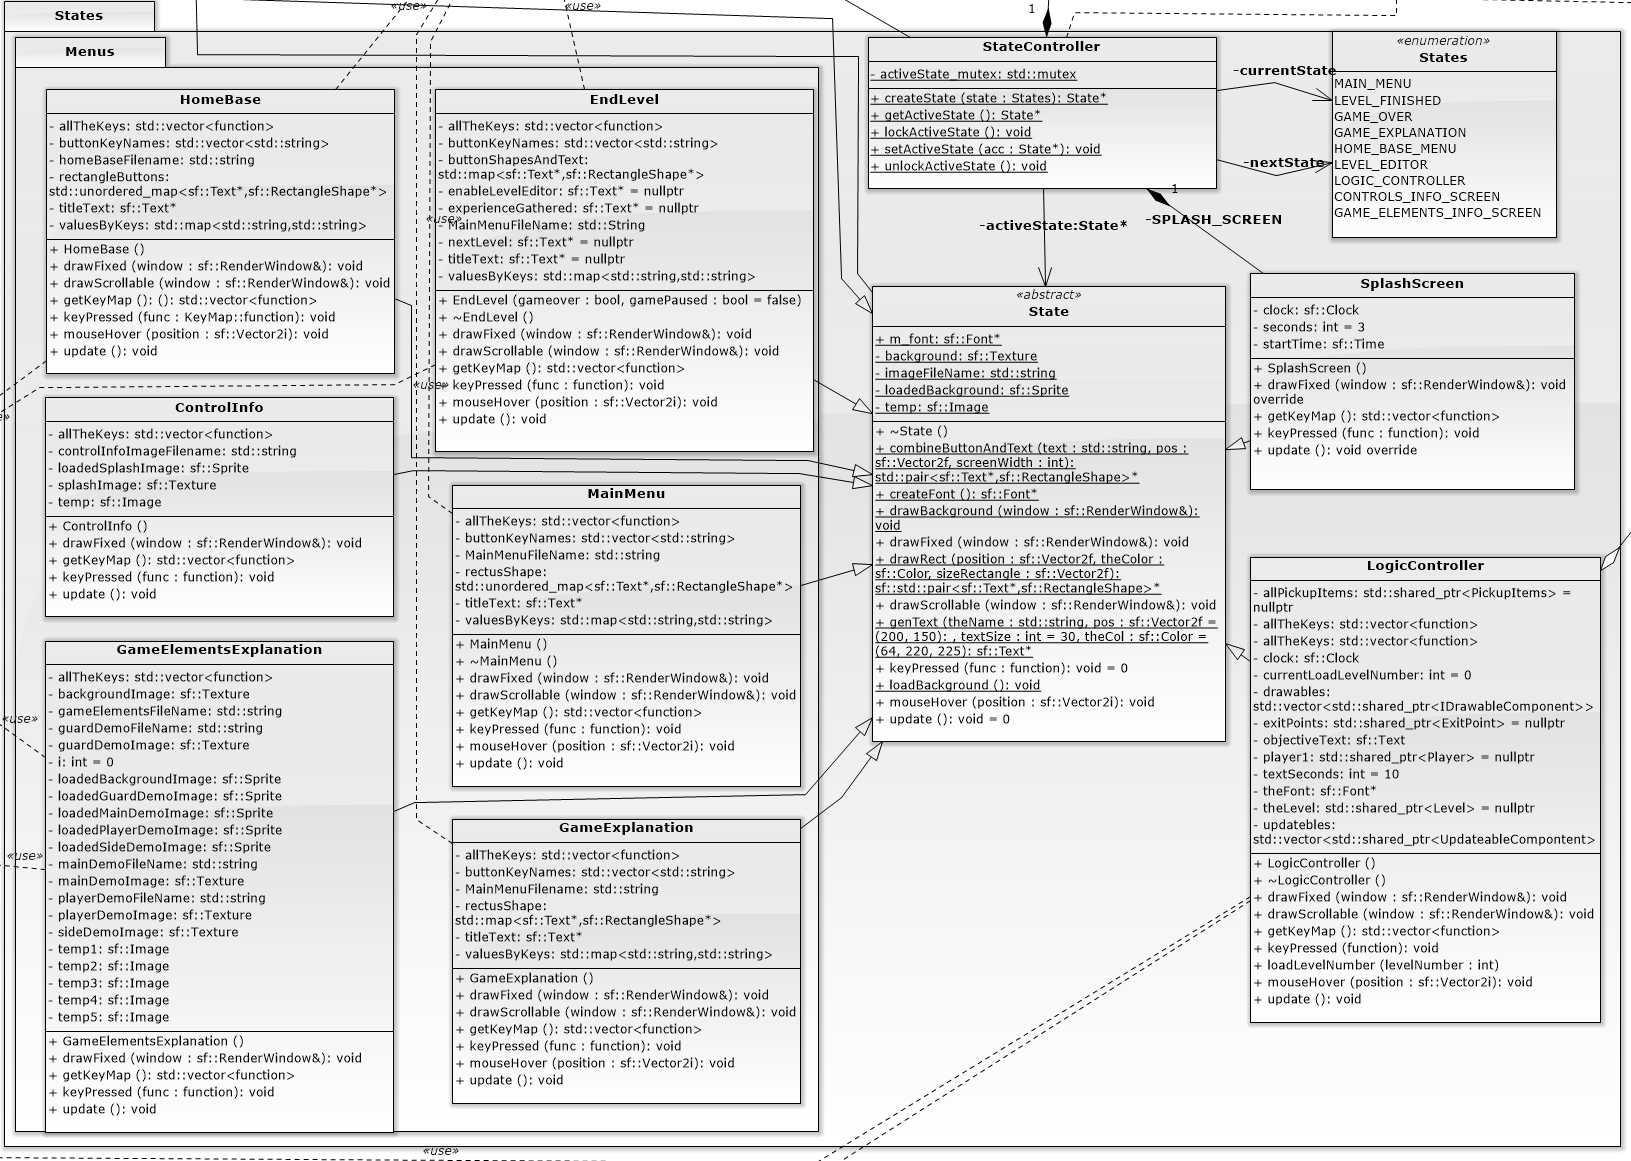 States
Menus
«use»
«use»
HomeBase
- allTheKeys: std::vector<function>
- buttonKeyNames: std::vector<std::string>
- homeBaseFilename: std::string
- rectangleButtons:
std::unordered_map<sf::Text*,sf::RectangleShape*>
- titleText: sf::Text*
- valuesByKeys: std::map<std::string,std::string>
+ HomeBase ()
+ drawFixed (window : sf::RenderWindow&): void
+ drawScrollable (window : sf::RenderWindow&): void
+ getKeyMap (): (): std::vector<function>
+ keyPressed (func : KeyMap::function): void
+ mouseHover (position : sf::Vector2i): void
+ update (): void
ControlInfo
- allTheKeys: std::vector<function>
- controlInfoImageFilename: std::string
- loadedSplashImage: sf::Sprite
- splashImage: sf::Texture
- temp: sf::Image
+ ControlInfo ()
+ drawFixed (window : sf::RenderWindow&): void
+ getKeyMap (): std::vector<function>
+ keyPressed (func : function): void
+ update (): void
GameElementsExplanation
- allTheKeys: std::vector<function>
- backgroundImage: sf::Texture
- gameElementsFileName: std::string
- guardDemoFileName: std::string
- guardDemoImage: sf::Texture
- i: int = 0
- loadedBackgroundImage: sf::Sprite
- loadedGuardDemoImage: sf::Sprite
- loadedMainDemoImage: sf::Sprite
- loadedPlayerDemoImage: sf::Sprite
- loadedSideDemoImage: sf::Sprite
- mainDemoFileName: std::string
- mainDemoImage: sf::Texture
- playerDemoFileName: std::string
- playerDemoImage: sf::Texture
- sideDemoImage: sf::Texture
- temp1: sf::Image
- temp2: sf::Image
- temp3: sf::Image
- temp4: sf::Image
- temp5: sf::Image
+ GameElementsExplanation ()
+ drawFixed (window : sf::RenderWindow&): void
+ getKeyMap (): std::vector<function>
+ keyPressed (func : function): void
+ update (): void
«use»
«use»
«use»
EndLevel
- allTheKeys: std::vector<function>
- buttonKeyNames: std::vector<std::string>
- buttonShapesAndText:
std::map<sf::Text*,sf::RectangleShape*>
- enableLevelEditor: sf::Text* = nullptr
- experienceGathered: sf::Text* = nullptr
«use»
- MainMenuFileName: std::String
- nextLevel: sf::Text* = nullptr
- titleText: sf::Text* = nullptr
- valuesByKeys: std::map<std::string,std::string>
+ EndLevel (gameover : bool, gamePaused : bool = false)
+ ~EndLevel ()
+ drawFixed (window : sf::RenderWindow&): void
+ drawScrollable (window : sf::RenderWindow&): void
+ getKeyMap (): std::vector<function>
«use»
+ keyPressed (func : function): void
+ mouseHover (position : sf::Vector2i): void
+ update (): void
MainMenu
- allTheKeys: std::vector<function>
- buttonKeyNames: std::vector<std::string>
- MainMenuFileName: std::string
- rectusShape:
std::unordered_map<sf::Text*,sf::RectangleShape*>
- titleText: sf::Text*
- valuesByKeys: std::map<std::string,std::string>
+ MainMenu ()
+ ~MainMenu ()
+ drawFixed (window : sf::RenderWindow&): void
+ drawScrollable (window : sf::RenderWindow&): void
+ getKeyMap (): std::vector<function>
+ keyPressed (func : function): void
+ mouseHover (position : sf::Vector2i): void
+ update (): void
GameExplanation
- allTheKeys: std::vector<function>
- buttonKeyNames: std::vector<std::string>
- MainMenuFilename: std::string
- rectusShape:
std::map<sf::Text*,sf::RectangleShape*>
- titleText: sf::Text*
- valuesByKeys: std::map<std::string,std::string>
+ GameExplanation ()
+ drawFixed (window : sf::RenderWindow&): void
+ drawScrollable (window : sf::RenderWindow&): void
+ getKeyMap (): std::vector<function>
+ keyPressed (func : function): void
+ mouseHover (position : sf::Vector2i): void
+ update (): void
1
StateController
- activeState_mutex: std::mutex
+ createState (state : States): State*
+ getActiveState (): State*
+ lockActiveState (): void
+ setActiveState (acc : State*): void
+ unlockActiveState (): void
-currentState
-nextState
1
-SPLASH_SCREEN
-activeState:State*
«enumeration»
States
MAIN_MENU
LEVEL_FINISHED
GAME_OVER
GAME_EXPLANATION
HOME_BASE_MENU
LEVEL_EDITOR
LOGIC_CONTROLLER
CONTROLS_INFO_SCREEN
GAME_ELEMENTS_INFO_SCREEN
«abstract»
State
+ m_font: sf::Font*
- background: sf::Texture
- imageFileName: std::string
- loadedBackground: sf::Sprite
- temp: sf::Image
+ ~State ()
+ combineButtonAndText (text : std::string, pos :
sf::Vector2f, screenWidth : int):
std::pair<sf::Text*,sf::RectangleShape>*
+ createFont (): sf::Font*
+ drawBackground (window : sf::RenderWindow&):
void
+ drawFixed (window : sf::RenderWindow&): void
+ drawRect (position : sf::Vector2f, theColor :
sf::Color, sizeRectangle : sf::Vector2f):
sf::std::pair<sf::Text*,sf::RectangleShape>*
+ drawScrollable (window : sf::RenderWindow&): void
+ genText (theName : std::string, pos : sf::Vector2f =
(200, 150): , textSize : int = 30, theCol : sf::Color =
(64, 220, 225): sf::Text*
+ keyPressed (func : function): void = 0
+ loadBackground (): void
+ mouseHover (position : sf::Vector2i): void
+ update (): void = 0
SplashScreen
- clock: sf::Clock
- seconds: int = 3
- startTime: sf::Time
+ SplashScreen ()
+ drawFixed (window : sf::RenderWindow&): void
override
+ getKeyMap (): std::vector<function>
+ keyPressed (func : function): void
+ update (): void override
LogicController
- allPickupItems: std::shared_ptr<PickupItems> =
nullptr
- allTheKeys: std::vector<function>
- allTheKeys: std::vector<function>
- clock: sf::Clock
- currentLoadLevelNumber: int = 0
- drawables:
std::vector<std::shared_ptr<IDrawableComponent>>
- exitPoints: std::shared_ptr<ExitPoint> = nullptr
- objectiveText: sf::Text
- player1: std::shared_ptr<Player> = nullptr
- textSeconds: int = 10
- theFont: sf::Font*
- theLevel: std::shared_ptr<Level> = nullptr
- updatebles:
std::vector<std::shared_ptr<UpdateableCompontent>
+ LogicController ()
+ ~LogicController ()
+ drawFixed (window : sf::RenderWindow&): void
+ drawScrollable (window : sf::RenderWindow&): void
+ getKeyMap (): std::vector<function>
+ keyPressed (function): void
+ loadLevelNumber (levelNumber : int)
+ mouseHover (position : sf::Vector2i): void
+ update (): void